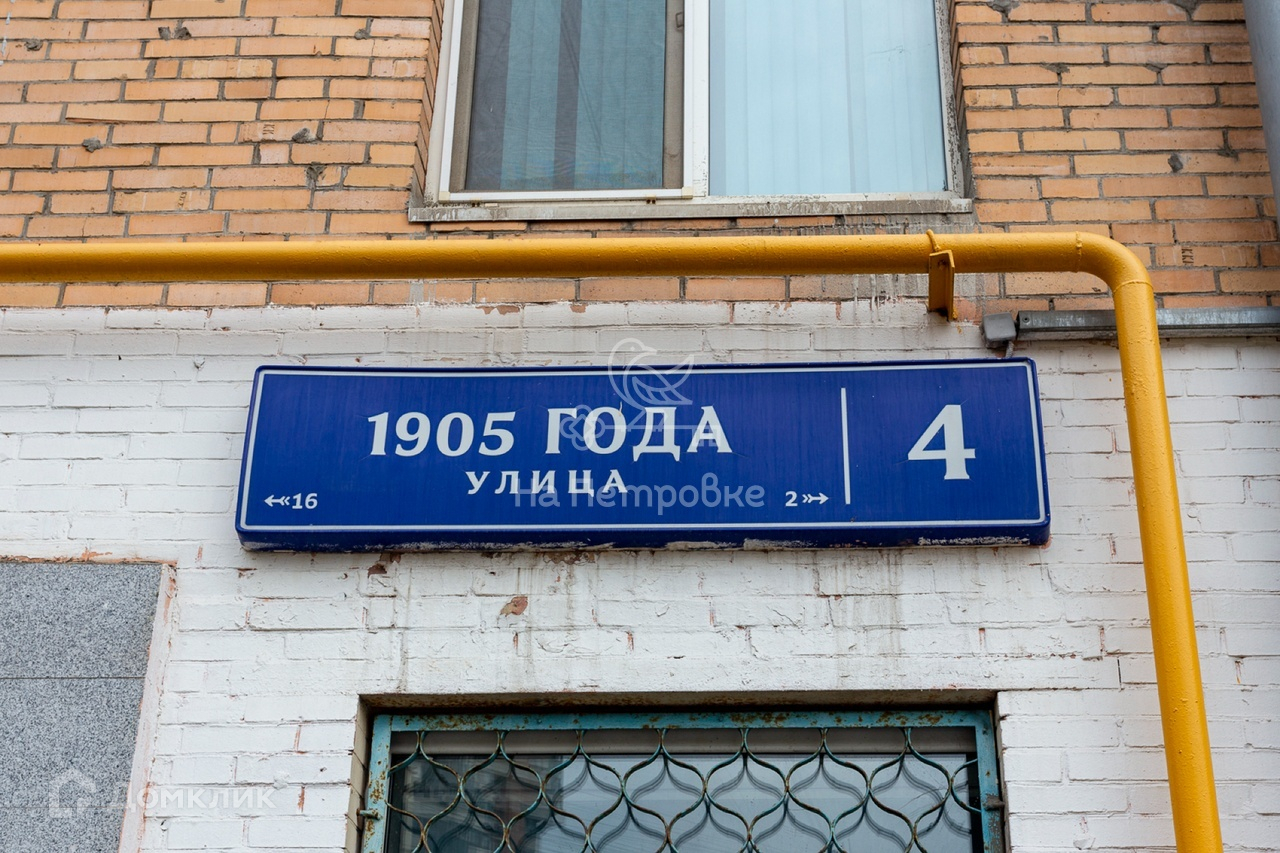 1905 ГОДА
УЛИЦА
4
16
2
на петровке
ДОМКЛИК